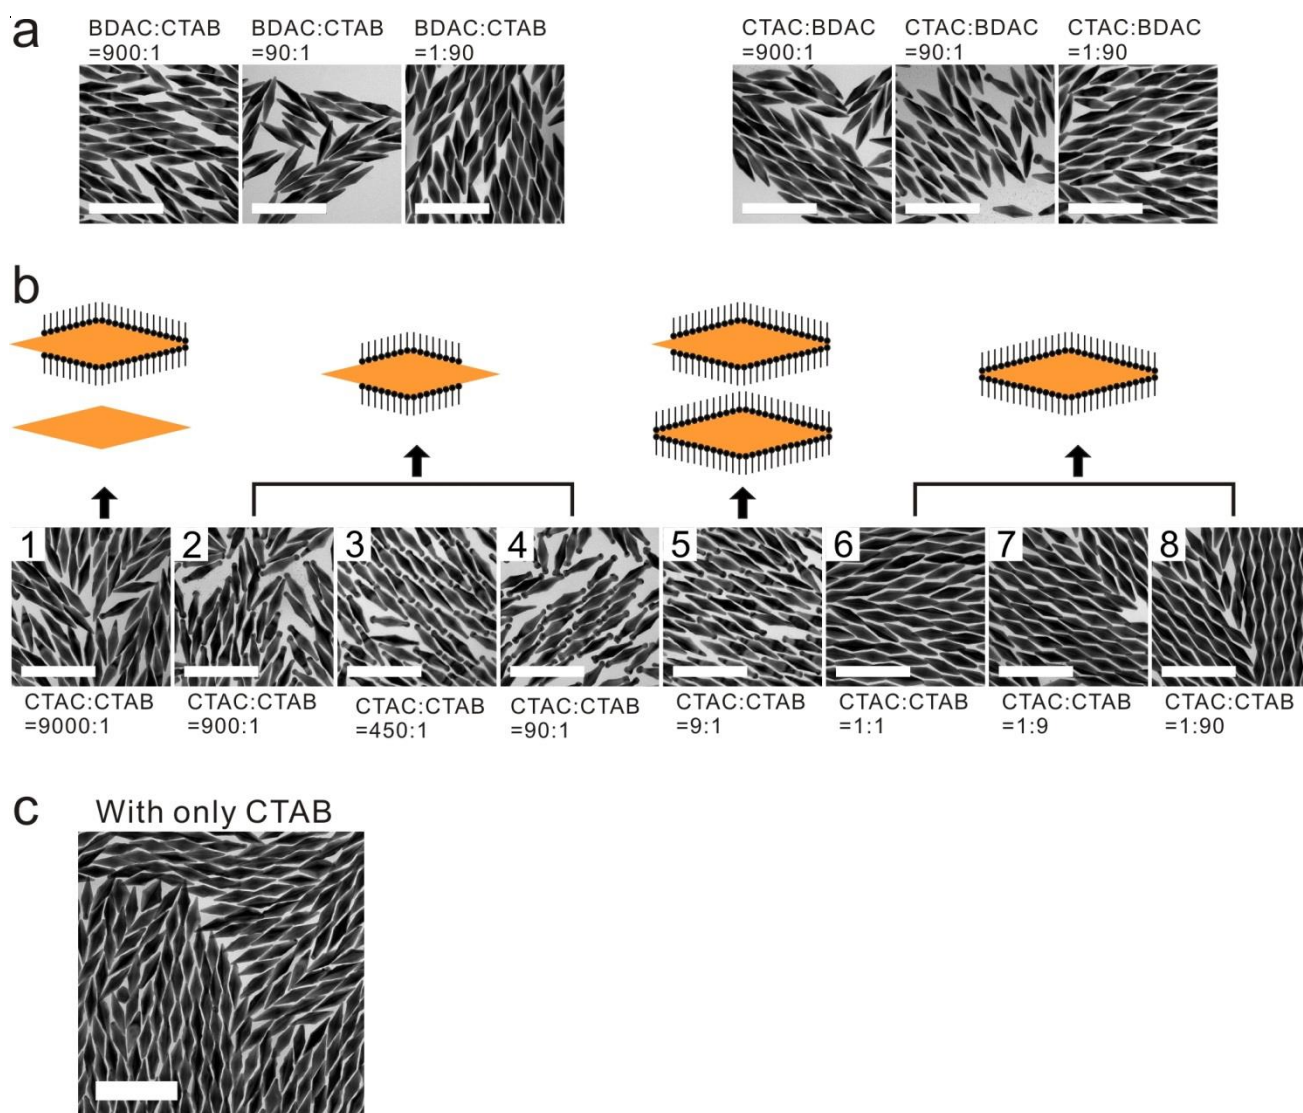 a
BDAC:CTAB
=900:1
BDAC:CTAB
=90:1
BDAC:CTAB
=1:90
CTAC:BDAC
=900:1
CTAC:BDAC
=90:1
CTAC:BDAC
=1:90
b
1
2
3
4
5
6
7
8
CTAC:CTAB
=9000:1
CTAC:CTAB
=900:1
CTAC:CTAB
=450:1
CTAC:CTAB
=90:1
CTAC:CTAB
=9:1
CTAC:CTAB
=1:1
CTAC:CTAB
=1:9
CTAC:CTAB
=1:90
c
With only CTAB